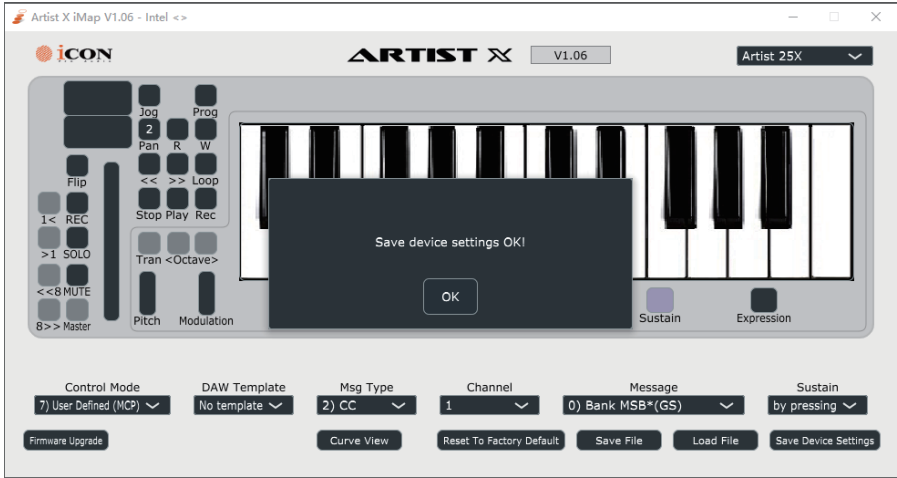 Artist X iMap V1.06 - Intel <>
iCON
ARTIST X
V1.06
Artist 25X
Jog
Prog
2
Pan
R
W
Flip
<<
>>
Loop
1<
REC
Stop
Play
Rec
>1
SOLO
Tran
<Octave>
<<8
MUTE
8>>
Master
Pitch
Modulation
Save device settings OK!
OK
Sustain
Expression
Control Mode
DAW Template
Msg Type
Channel
Message
Sustain
7) User Defined (MCP)
No template
2) CC
1
0) Bank MSB*(GS)
by pressing
Firmware Upgrade
Curve View
Reset To Factory Default
Save File
Load File
Save Device Settings